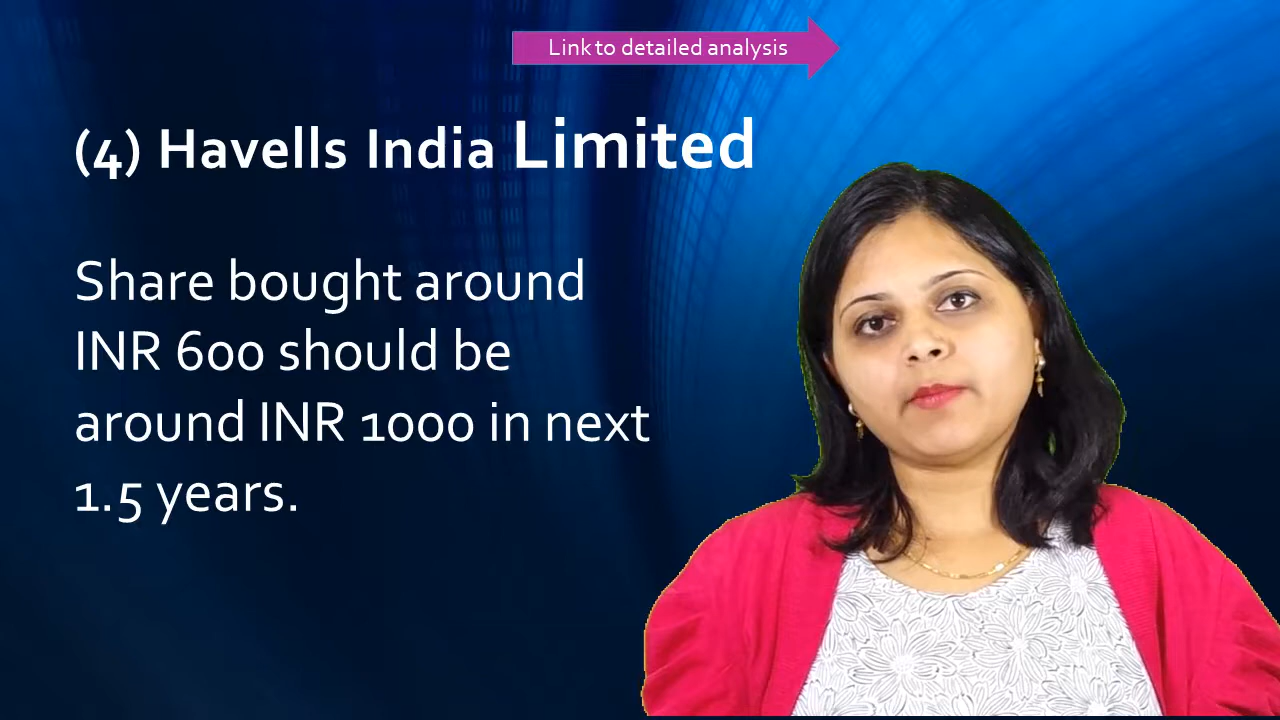 Link to detailed analysis
(4) Havells India Limited
Share bought around
INR 600 should be
around INR 1000 in next
1.5 years.